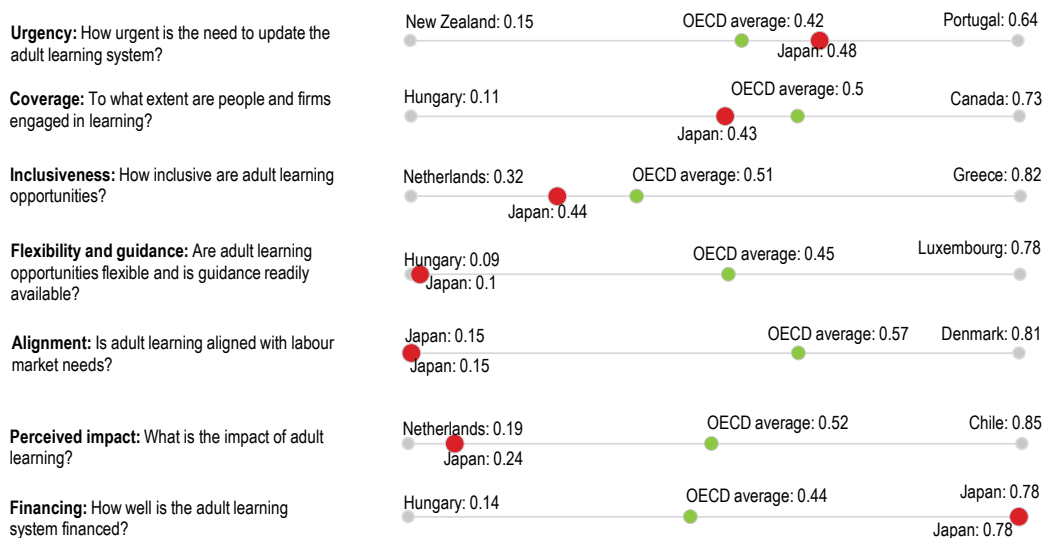 Urgency: How urgent is the need to update the
adult learning system?
New Zealand: 0.15
OECD average: 0.42
Portugal: 0.64
Japan: 0.48
Coverage: To what extent are people and firms
engaged in learning?
Hungary: 0.11
OECD average: 0.5
Canada: 0.73
Japan: 0.43
Inclusiveness: How inclusive are adult learning
opportunities?
Netherlands: 0.32
OECD average: 0.51
Greece: 0.82
Japan: 0.44
Flexibility and guidance: Are adult learning
opportunities flexible and is guidance readily
available?
Hungary: 0.09
OECD average: 0.45
Luxembourg: 0.78
Japan: 0.1
Alignment: Is adult learning aligned with labour
market needs?
Japan: 0.15
OECD average: 0.57
Denmark: 0.81
Japan: 0.15
Perceived impact: What is the impact of adult
learning?
Netherlands: 0.19
OECD average: 0.52
Chile: 0.85
Japan: 0.24
Financing: How well is the adult learning
system financed?
Hungary: 0.14
OECD average: 0.44
Japan: 0.78
Japan: 0.78